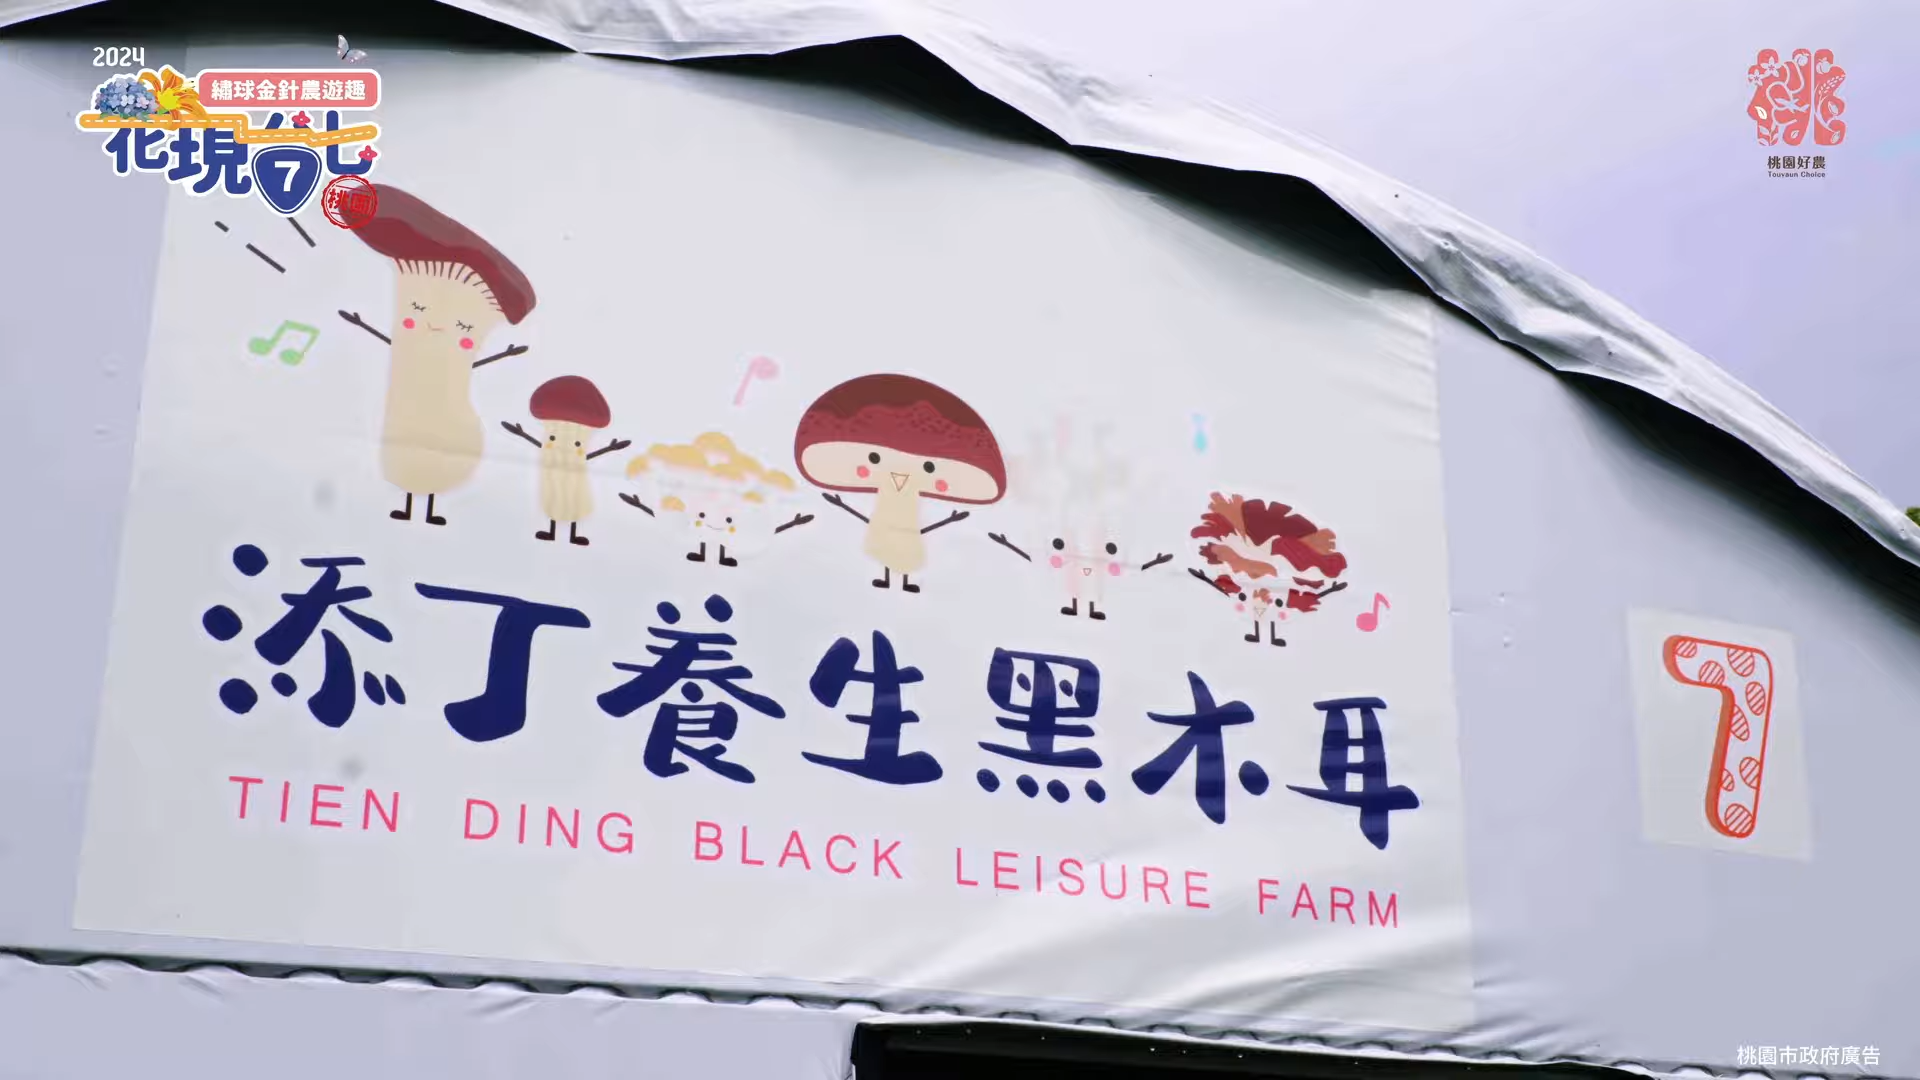 2024
繡球金針農遊趣
花現台七
7
桃園
桃園好農
Taoyuan Choice
添丁養生黑木耳
TIEN DING BLACK LEISURE FARM
7
桃園市政府廣告